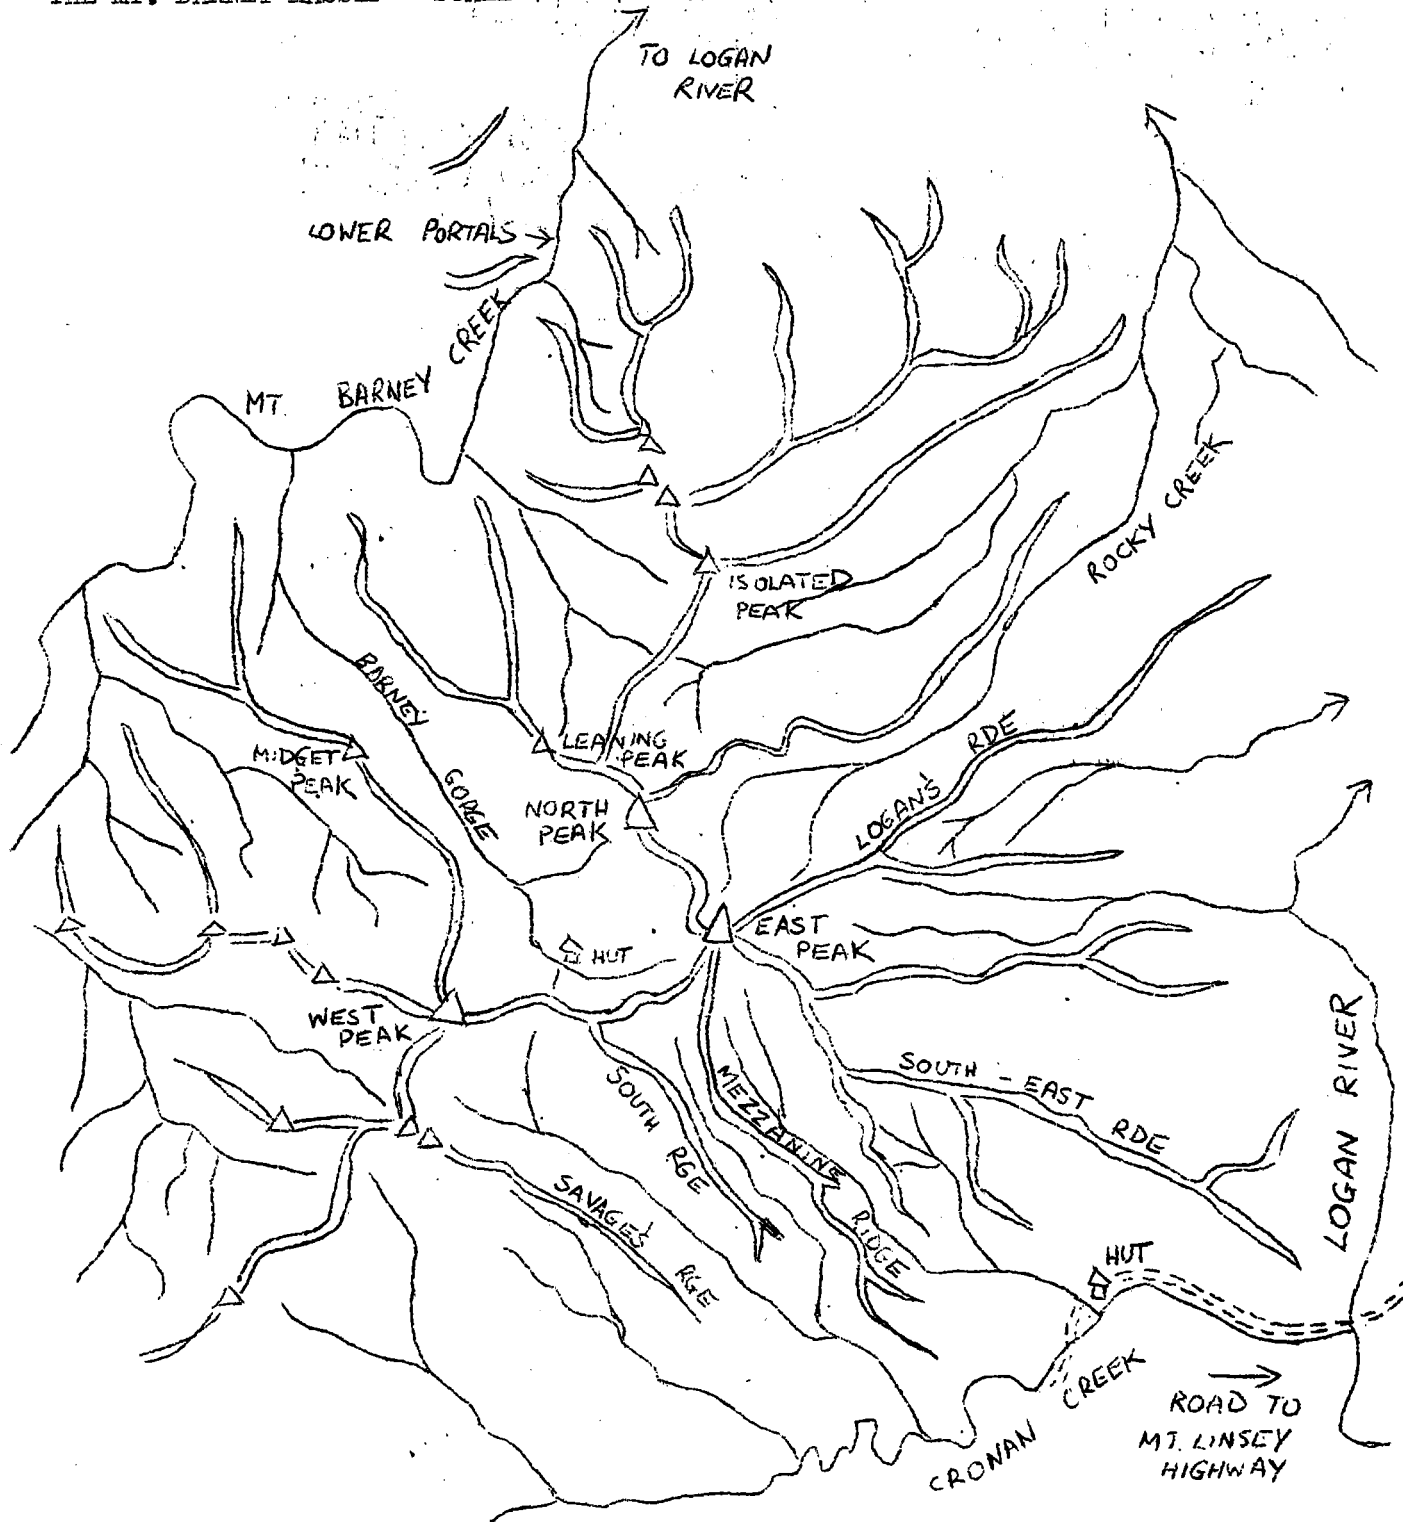 TO LOGAN
RIVER
LOWER PORTALS
MT. BARNEY CREEK
ROCKY CREEK
ISOLATED
PEAK
BARNEY GORGE
MIDGET
PEAK
LEANING
PEAK
NORTH
PEAK
LOGAN'S RDE
EAST
PEAK
HUT
WEST
PEAK
SOUTH RGE
MEZZANINE RIDGE
SOUTH - EAST RDE
SAVAGE'S RGE
LOGAN RIVER
HUT
CRONAN CREEK
ROAD TO
MT. LINSEY
HIGHWAY